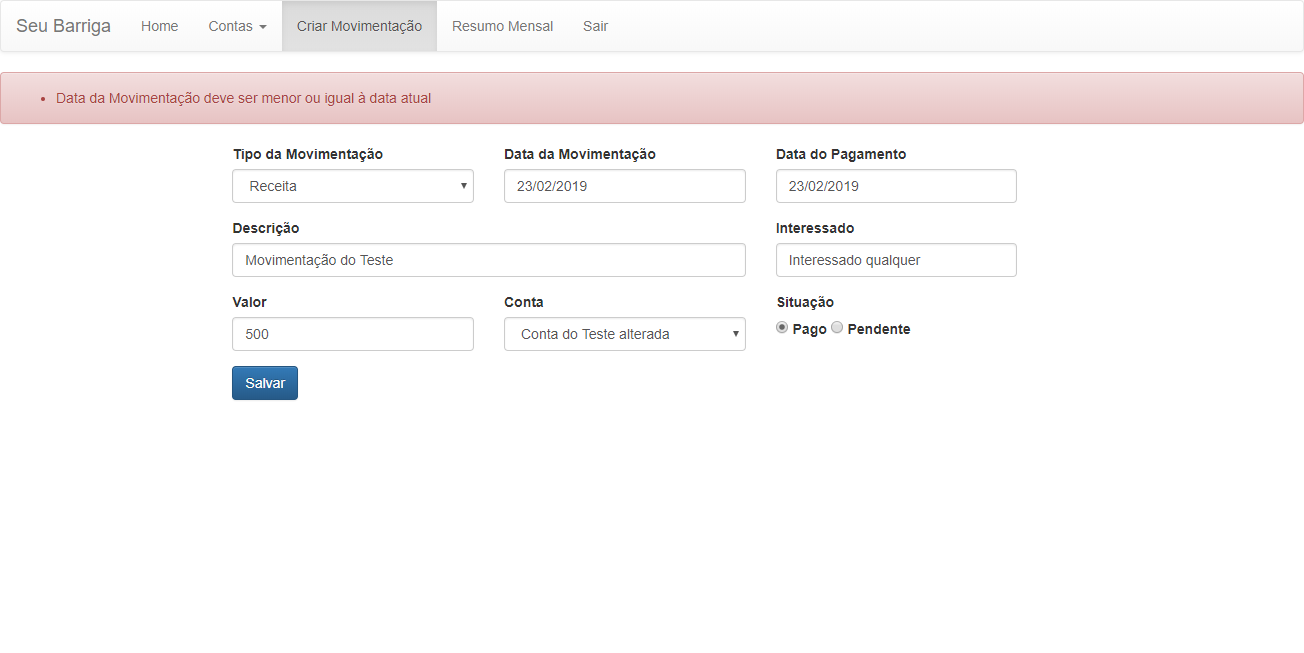 Seu Barriga Home Contas Criar Movimentação Resumo Mensal Sair
Data da Movimentação deve ser menor ou igual à data atual
Tipo da Movimentação Data da Movimentação Data do Pagamento
Receita 23/02/2019 23/02/2019
Descrição Interessado
Movimentação do Teste Interessado qualquer
Valor Conta Situação
500 Conta do Teste alterada Pago Pendente
Salvar